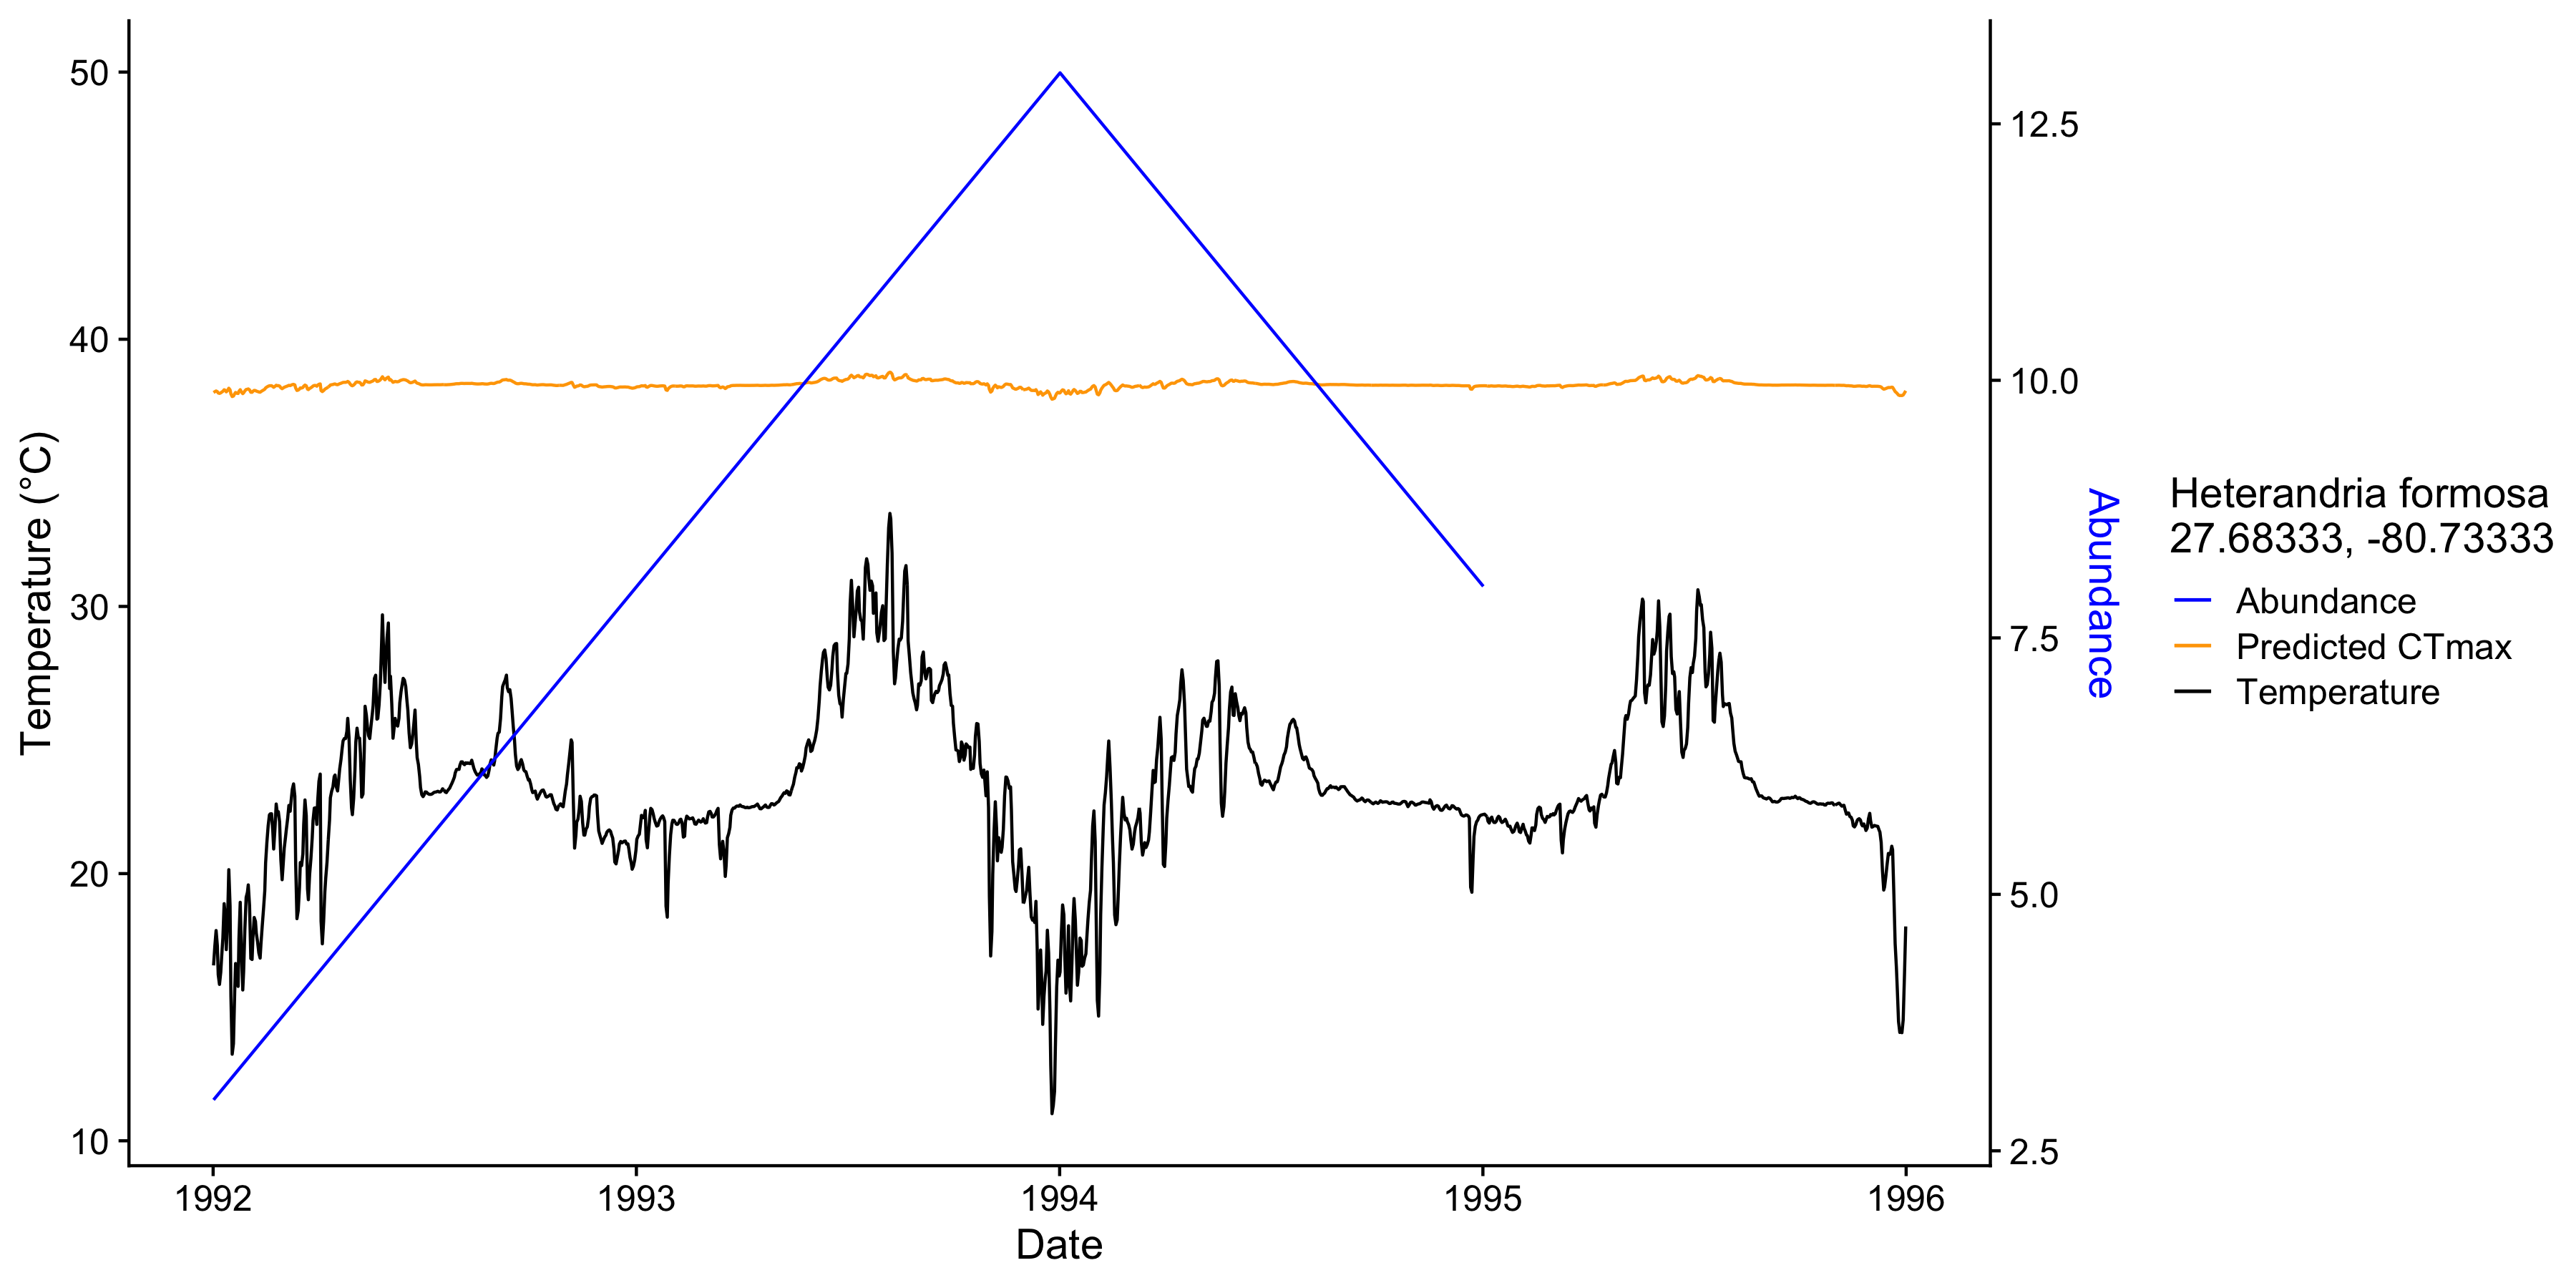 50
40
30
20
10
Temperature (°C)
1992
1993
1994
1995
1996
Date
12.5
10.0
7.5
5.0
2.5
Abundance
Heterandria formosa
27.68333, -80.73333
Abundance
Predicted CTmax
Temperature